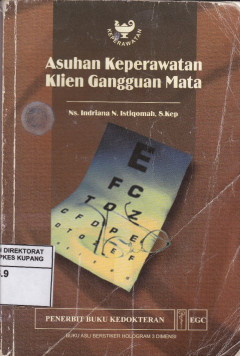 KEPERAWATAN
Asuhan Keperawatan
Klien Gangguan Mata
Ns. Indriana N. Istiqomah, S.Kep
E
F C Z
DIREKTORAT
PKES KUPANG
.9
PENERBIT BUKU KEDOKTERAN
EGC
BUKU ASLI BERSTIKER HOLOGRAM 3 DIMENSI